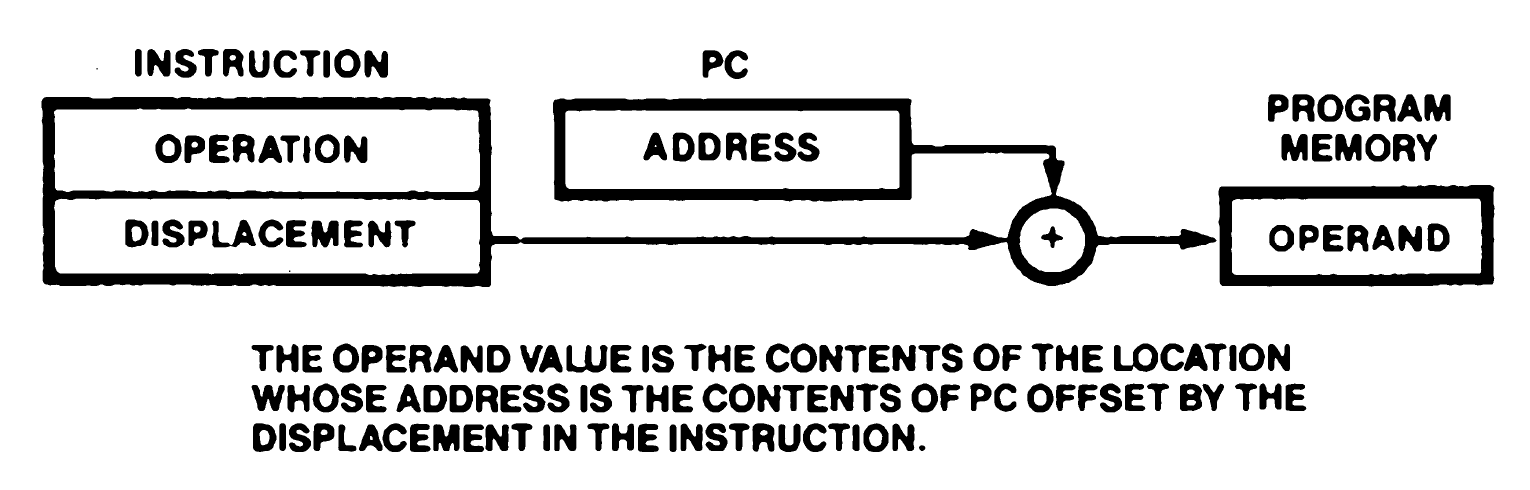 INSTRUCTION
PC
PROGRAM
MEMORY
OPERATION
ADDRESS
DISPLACEMENT
+
OPERAND
THE OPERAND VALUE IS THE CONTENTS OF THE LOCATION
WHOSE ADDRESS IS THE CONTENTS OF PC OFFSET BY THE
DISPLACEMENT IN THE INSTRUCTION.